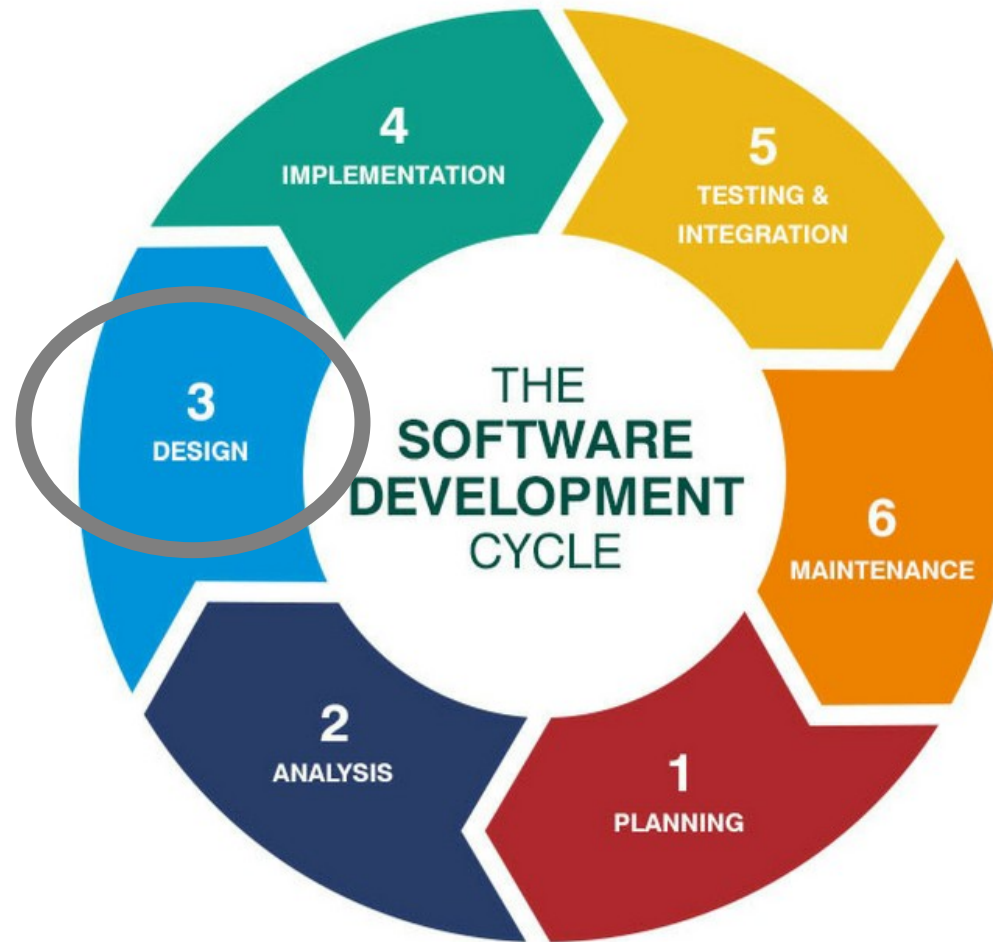 4
IMPLEMENTATION
5
TESTING &
INTEGRATION
3
DESIGN
THE
SOFTWARE
DEVELOPMENT
CYCLE
6
MAINTENANCE
2
ANALYSIS
1
PLANNING